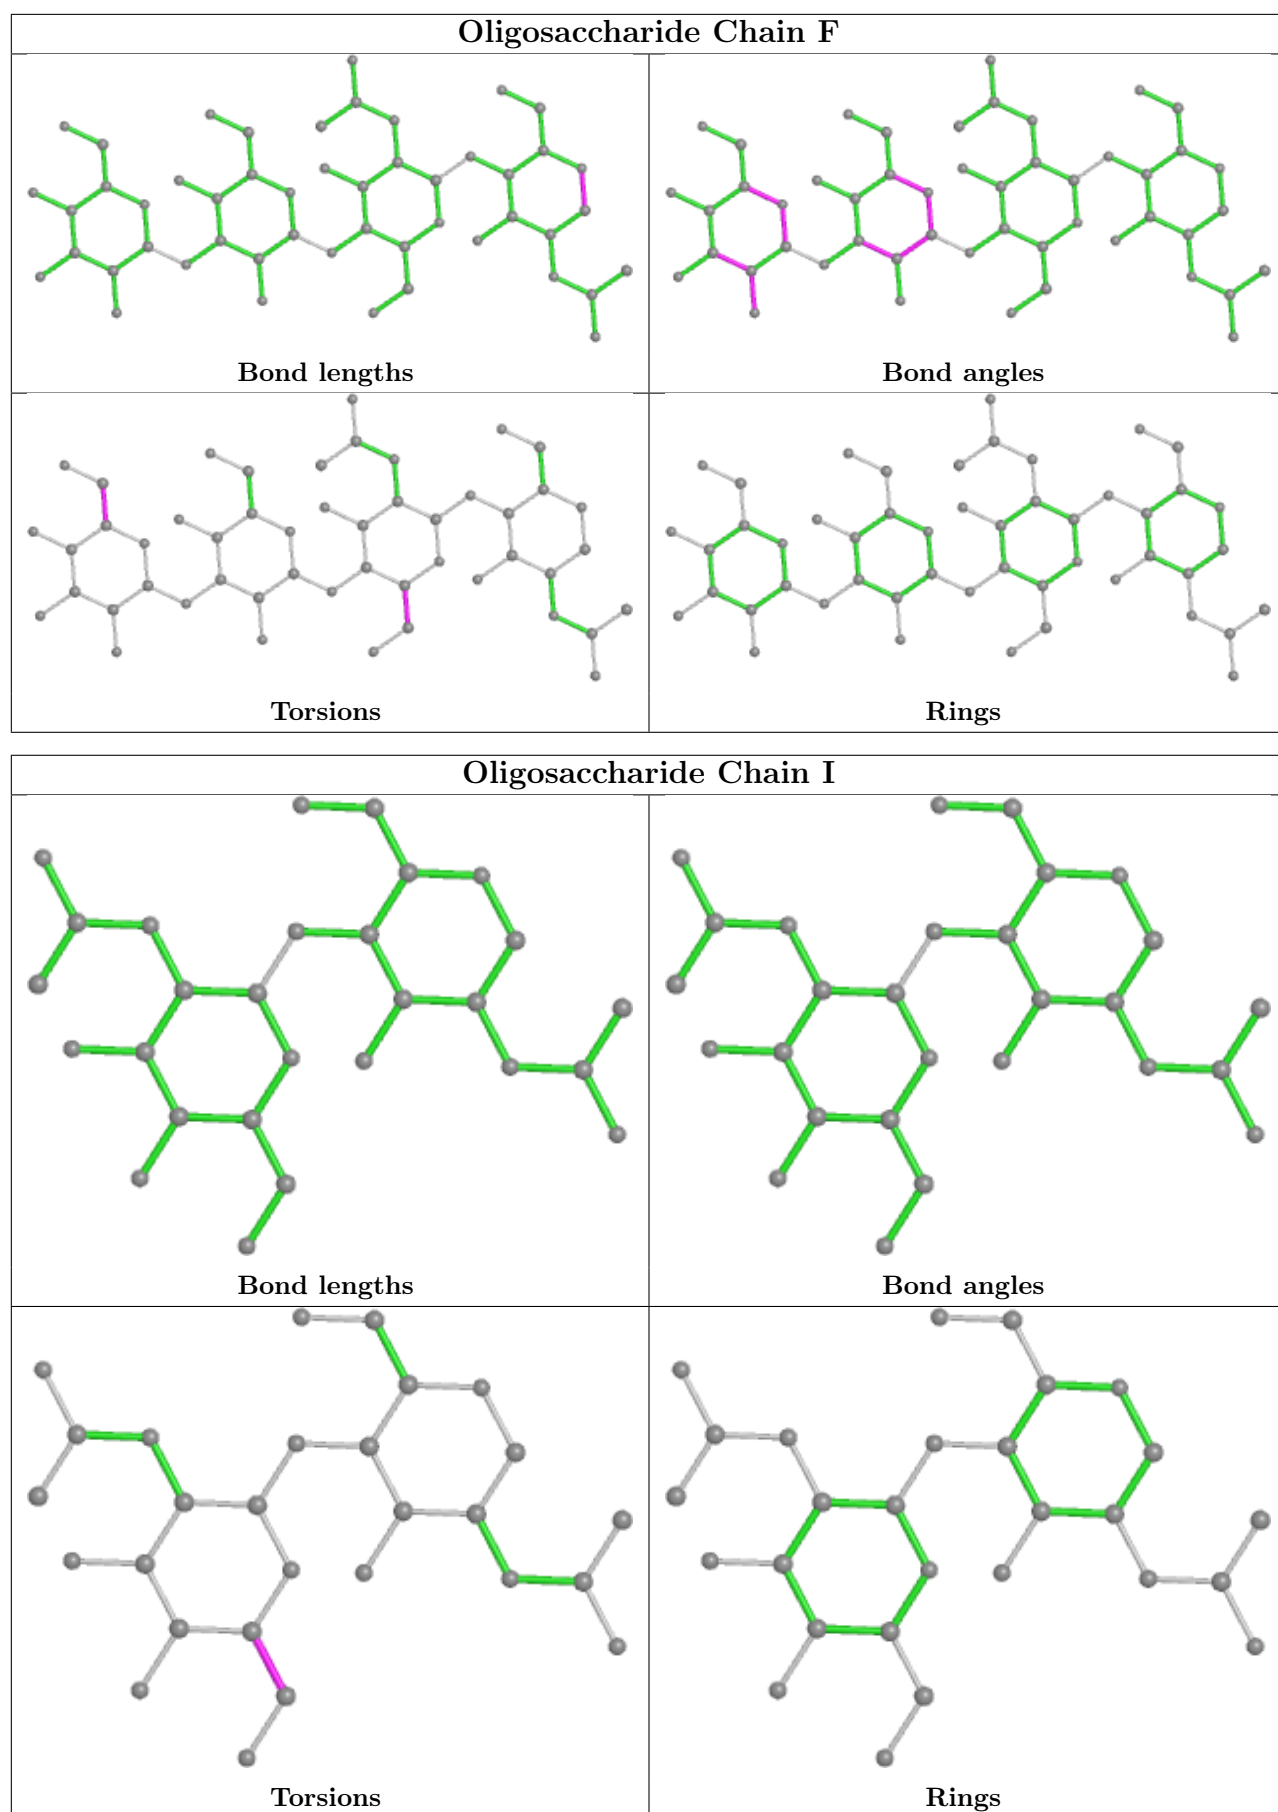 Oligosaccharide Chain F
Bond lengths
Bond angles
Torsions
Rings
Oligosaccharide Chain I
Bond lengths
Bond angles
Torsions
Rings